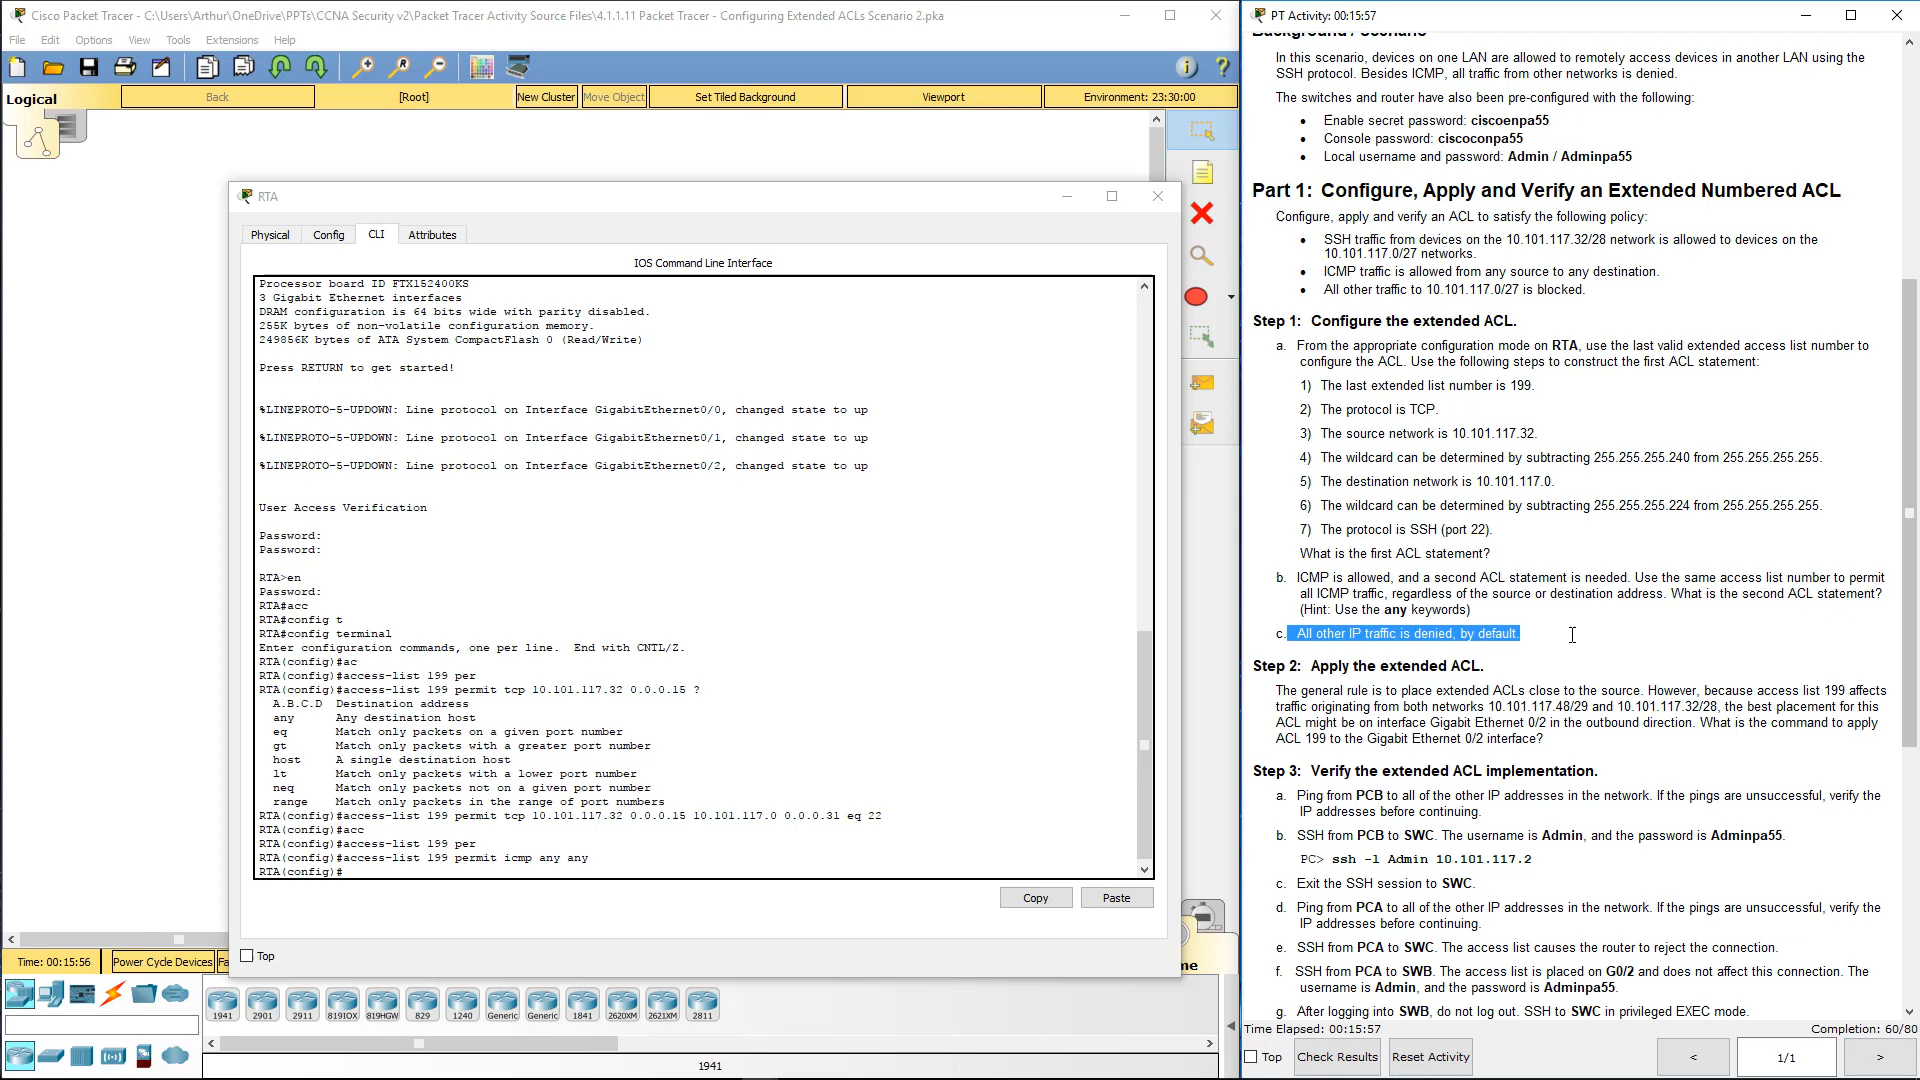 Cisco Packet Tracer - C:\Users\Arthur\OneDrive\PPTs\CCNA Security v2\Packet Tracer Activity Source Files\4.1.1.11 Packet Tracer - Configuring Extended ACLs Scenario 2.pka
File Edit Options View Tools Extensions Help
Logical
Back
[Root]
New Cluster
Move Object
Set Tiled Background
Viewport
Environment: 23:30:00
RTA
Physical Config CLI Attributes
IOS Command Line Interface
Processor board ID FTX152400KS
3 Gigabit Ethernet interfaces
DRAM configuration is 64 bits wide with parity disabled.
255K bytes of non-volatile configuration memory.
249856K bytes of ATA System CompactFlash 0 (Read/Write)
Press RETURN to get started!
%LINEPROTO-5-UPDOWN: Line protocol on Interface GigabitEthernet0/0, changed state to up
%LINEPROTO-5-UPDOWN: Line protocol on Interface GigabitEthernet0/1, changed state to up
%LINEPROTO-5-UPDOWN: Line protocol on Interface GigabitEthernet0/2, changed state to up
User Access Verification
Password:
Password:
RTA>en
Password:
RTA#acc
RTA#config t
RTA#config terminal
Enter configuration commands, one per line. End with CNTL/Z.
RTA(config)#ac
RTA(config)#access-list 199 per
RTA(config)#access-list 199 permit tcp 10.101.117.32 0.0.0.15 ?
A.B.C.D Destination address
any Any destination host
eq Match only packets on a given port number
gt Match only packets with a greater port number
host A single destination host
lt Match only packets with a lower port number
neq Match only packets not on a given port number
range Match only packets in the range of port numbers
RTA(config)#access-list 199 permit tcp 10.101.117.32 0.0.0.15 10.101.117.0 0.0.0.31 eq 22
RTA(config)#acc
RTA(config)#access-list 199 per
RTA(config)#access-list 199 permit icmp any any
RTA(config)#
Copy
Paste
Top
Time: 00:15:56
Power Cycle Devices
Fa
me
1941 2901 2911 819IOX 819HGW 829 1240 Generic Generic 1841 2620XM 2621XM 2811
1941
PT Activity: 00:15:57
Background / Scenario
In this scenario, devices on one LAN are allowed to remotely access devices in another LAN using the
SSH protocol. Besides ICMP, all traffic from other networks is denied.
The switches and router have also been pre-configured with the following:
• Enable secret password: ciscoenpa55
• Console password: ciscoconpa55
• Local username and password: Admin / Adminpa55
Part 1: Configure, Apply and Verify an Extended Numbered ACL
Configure, apply and verify an ACL to satisfy the following policy:
• SSH traffic from devices on the 10.101.117.32/28 network is allowed to devices on the
10.101.117.0/27 networks.
• ICMP traffic is allowed from any source to any destination.
• All other traffic to 10.101.117.0/27 is blocked.
Step 1: Configure the extended ACL.
a. From the appropriate configuration mode on RTA, use the last valid extended access list number to
configure the ACL. Use the following steps to construct the first ACL statement:
1) The last extended list number is 199.
2) The protocol is TCP.
3) The source network is 10.101.117.32.
4) The wildcard can be determined by subtracting 255.255.255.240 from 255.255.255.255.
5) The destination network is 10.101.117.0.
6) The wildcard can be determined by subtracting 255.255.255.224 from 255.255.255.255.
7) The protocol is SSH (port 22).
What is the first ACL statement?
b. ICMP is allowed, and a second ACL statement is needed. Use the same access list number to permit
all ICMP traffic, regardless of the source or destination address. What is the second ACL statement?
(Hint: Use the any keywords)
c. All other IP traffic is denied, by default.
Step 2: Apply the extended ACL.
The general rule is to place extended ACLs close to the source. However, because access list 199 affects
traffic originating from both networks 10.101.117.48/29 and 10.101.117.32/28, the best placement for this
ACL might be on interface Gigabit Ethernet 0/2 in the outbound direction. What is the command to apply
ACL 199 to the Gigabit Ethernet 0/2 interface?
Step 3: Verify the extended ACL implementation.
a. Ping from PCB to all of the other IP addresses in the network. If the pings are unsuccessful, verify the
IP addresses before continuing.
b. SSH from PCB to SWC. The username is Admin, and the password is Adminpa55.
PC> ssh -l Admin 10.101.117.2
c. Exit the SSH session to SWC.
d. Ping from PCA to all of the other IP addresses in the network. If the pings are unsuccessful, verify the
IP addresses before continuing.
e. SSH from PCA to SWC. The access list causes the router to reject the connection.
f. SSH from PCA to SWB. The access list is placed on G0/2 and does not affect this connection. The
username is Admin, and the password is Adminpa55.
g. After logging into SWB, do not log out. SSH to SWC in privileged EXEC mode.
Time Elapsed: 00:15:57
Completion: 60/80
Top
Check Results
Reset Activity
<
1/1
>